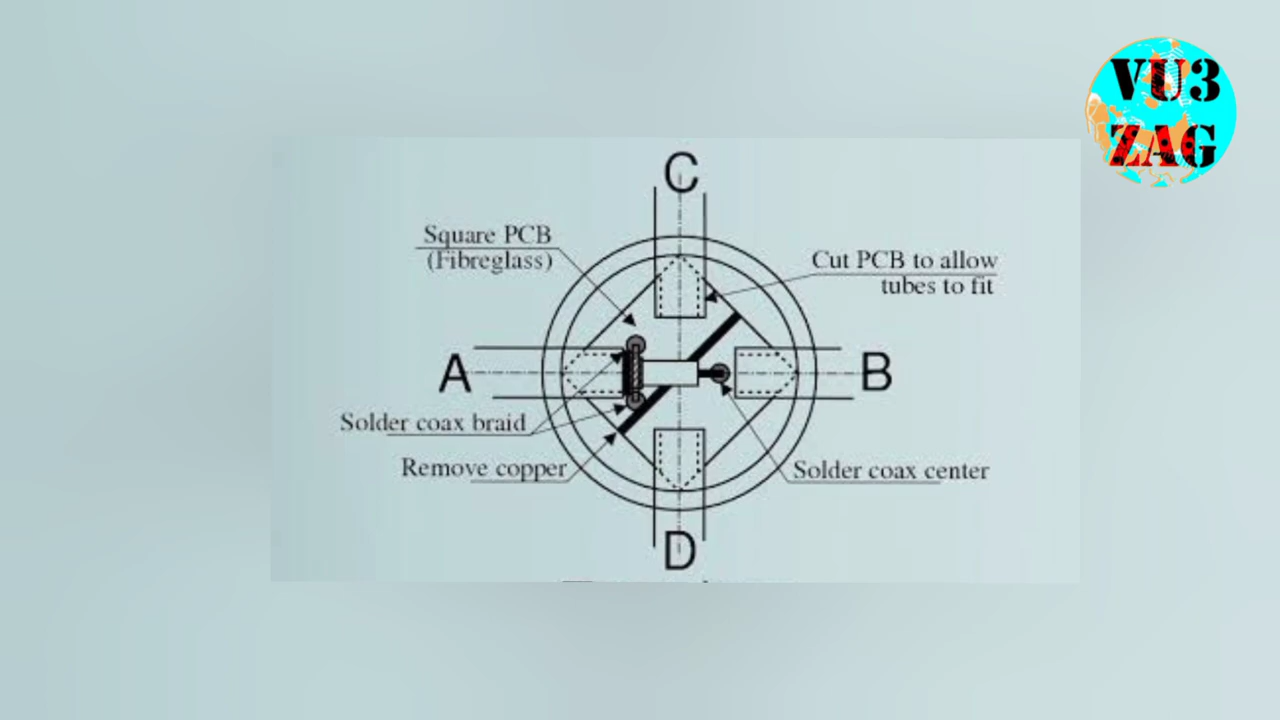 VU3
ZAG
C
Square PCB
(Fibreglass)
Cut PCB to allow
tubes to fit
A
B
Solder coax braid
Remove copper
Solder coax center
D